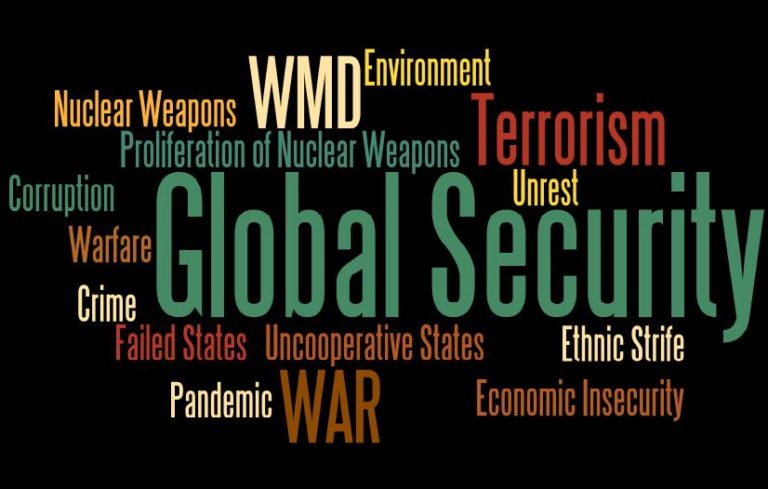 Environment
WMD
Nuclear Weapons
Terrorism
Proliferation of Nuclear Weapons
Unrest
Corruption
Global Security
Warfare
Crime
Failed States
Uncooperative States
Ethnic Strife
Pandemic
WAR
Economic Insecurity